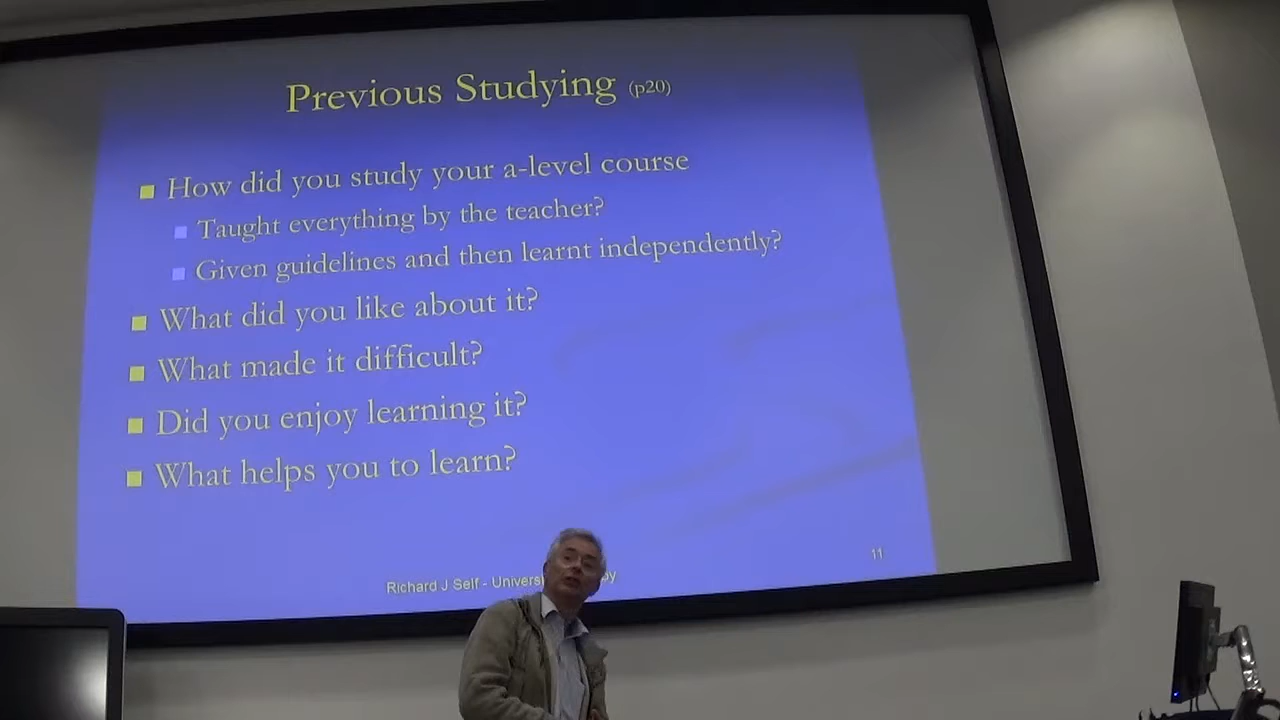 Previous Studying (p20)
How did you study your a-level course
Taught everything by the teacher?
Given guidelines and then learnt independently?
What did you like about it?
What made it difficult?
Did you enjoy learning it?
What helps you to learn?
11
Richard J Self -